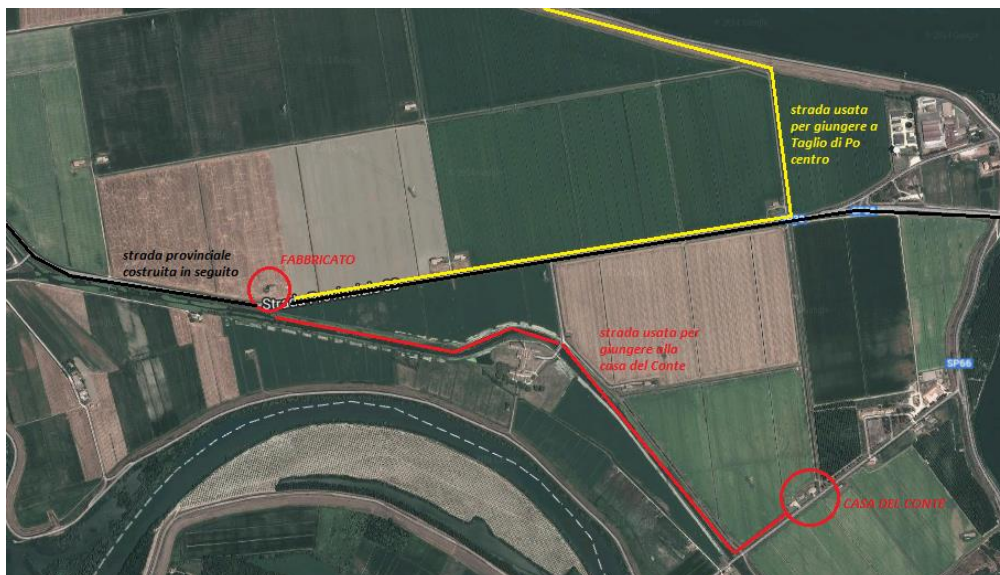 strada usata
per giungere a
Taglio di Po
centro
strada provinciale
costruita in seguito
FABBRICATO
strada usata per
giungere alla
casa del Conte
SP66
CASA DEL CONTE